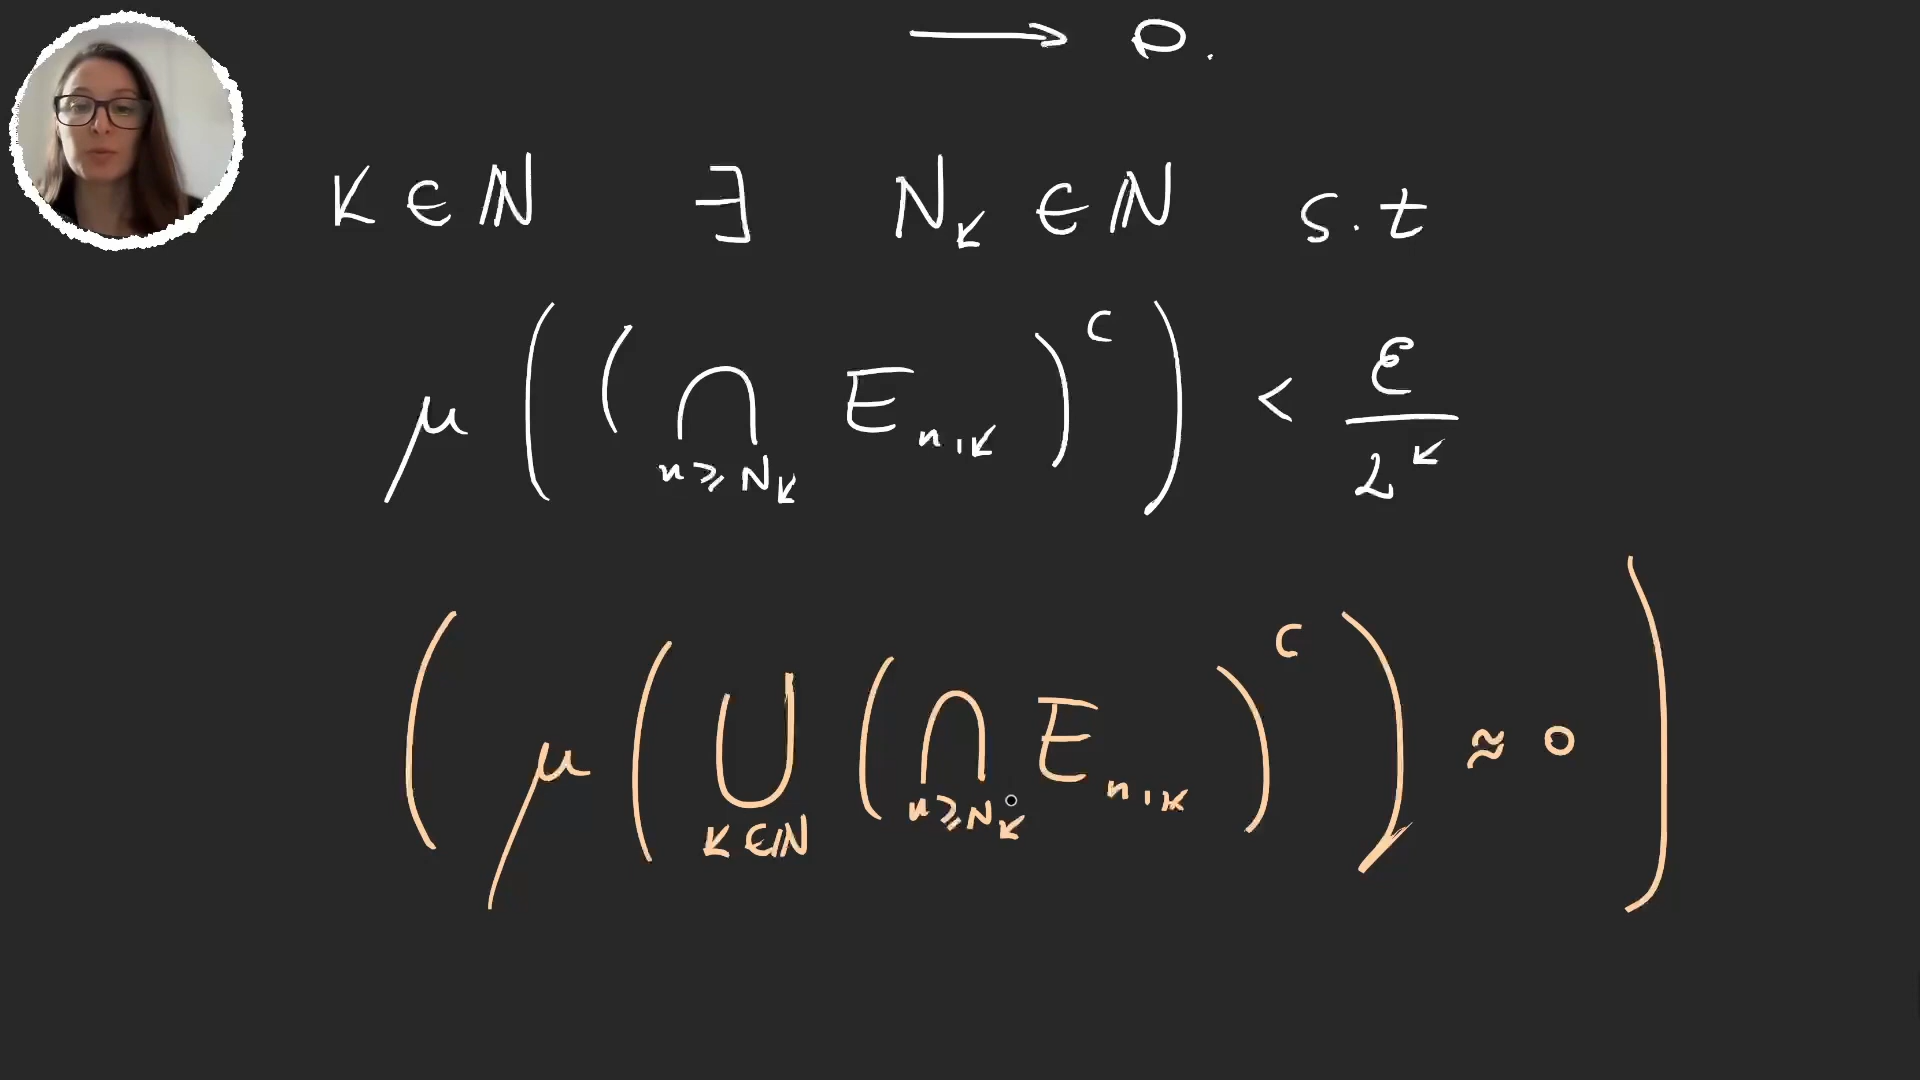 ⟶ 0.
K ∈ ℕ ∃ N_K ∈ ℕ s.t
μ ( ( ⋂_{n ⩾ N_K} E_{n,K} )^C ) < ε / 2^K
( μ ( ⋃_{K ∈ ℕ} ( ⋂_{n ⩾ N_K} E_{n,K} )^C ) ≈ 0 )